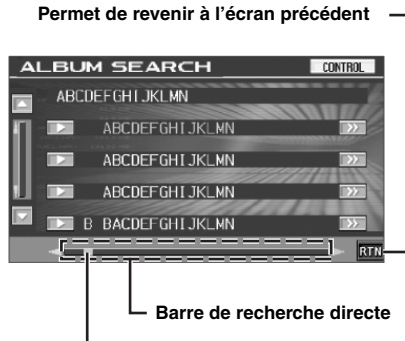 Permet de revenir à l'écran précédent
ALBUM SEARCH CONTROL
ABCDEFGHIJKLMN
ABCDEFGHIJKLMN
ABCDEFGHIJKLMN
ABCDEFGHIJKLMN
B BACDEFGHIJKLMN
RTN
Barre de recherche directe